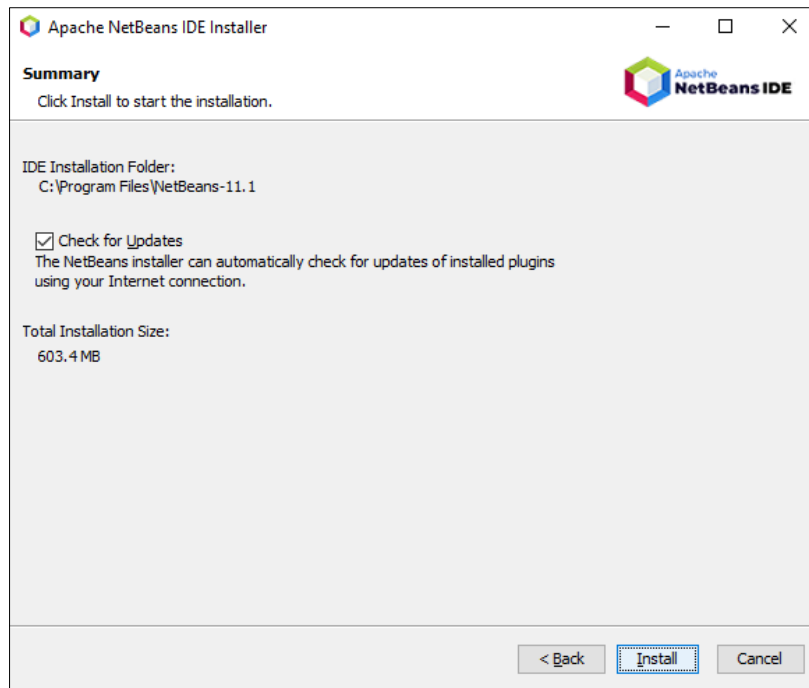 Apache NetBeans IDE Installer
Summary
Click Install to start the installation.
Apache
NetBeans IDE
IDE Installation Folder:
C:\Program Files\NetBeans-11.1
Check for Updates
The NetBeans installer can automatically check for updates of installed plugins
using your Internet connection.
Total Installation Size:
603.4 MB
< Back
Install
Cancel